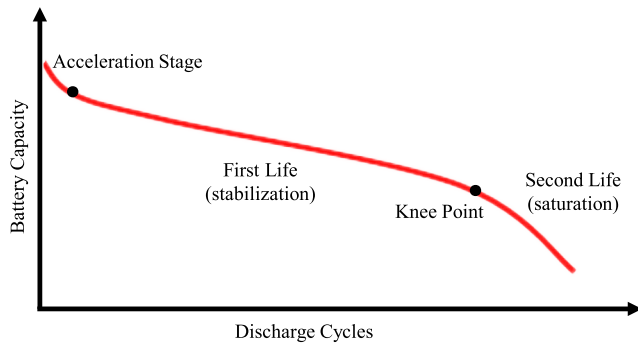 Acceleration Stage
Battery Capacity
First Life
(stabilization)
Knee Point
Second Life
(saturation)
Discharge Cycles